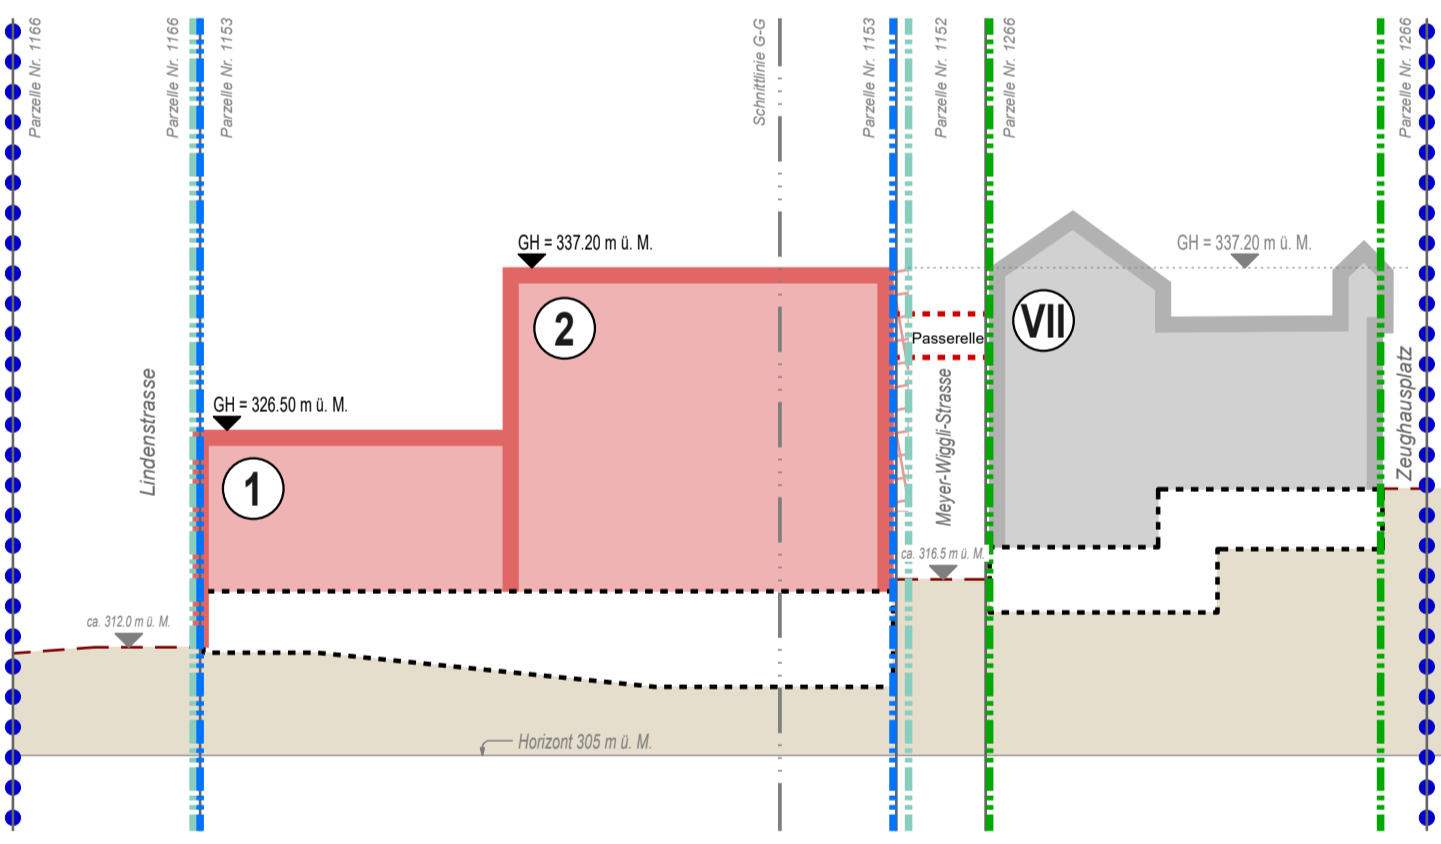 Parzelle Nr. 1166
Parzelle Nr. 1166
Parzelle Nr. 1153
Schnittlinie G-G
Parzelle Nr. 1153
Parzelle Nr. 1152
Parzelle Nr. 1266
Parzelle Nr. 1266
GH = 337.20 m ü. M.
GH = 337.20 m ü. M.
2
VII
Passerelle
Lindenstrasse
GH = 326.50 m ü. M.
Meyer-Wiggli-Strasse
Zeughausplatz
1
ca. 316.5 m ü. M.
ca. 312.0 m ü. M.
Horizont 305 m ü. M.